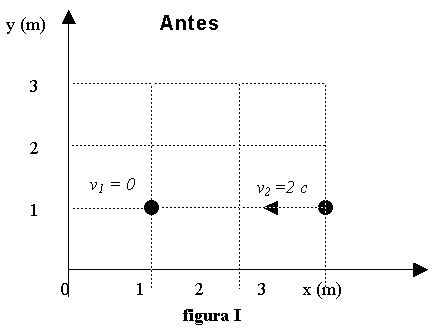 y (m) Antes
3
2
v1 = 0 v2 =2 c
1
0 1 2 3 x (m)
figura I